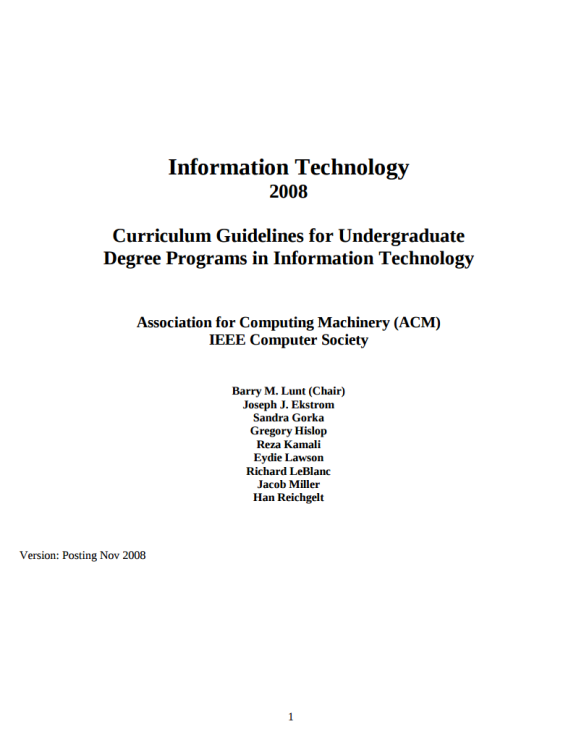 Information Technology
2008
Curriculum Guidelines for Undergraduate
Degree Programs in Information Technology
Association for Computing Machinery (ACM)
IEEE Computer Society
Barry M. Lunt (Chair)
Joseph J. Ekstrom
Sandra Gorka
Gregory Hislop
Reza Kamali
Eydie Lawson
Richard LeBlanc
Jacob Miller
Han Reichgelt
Version: Posting Nov 2008
1